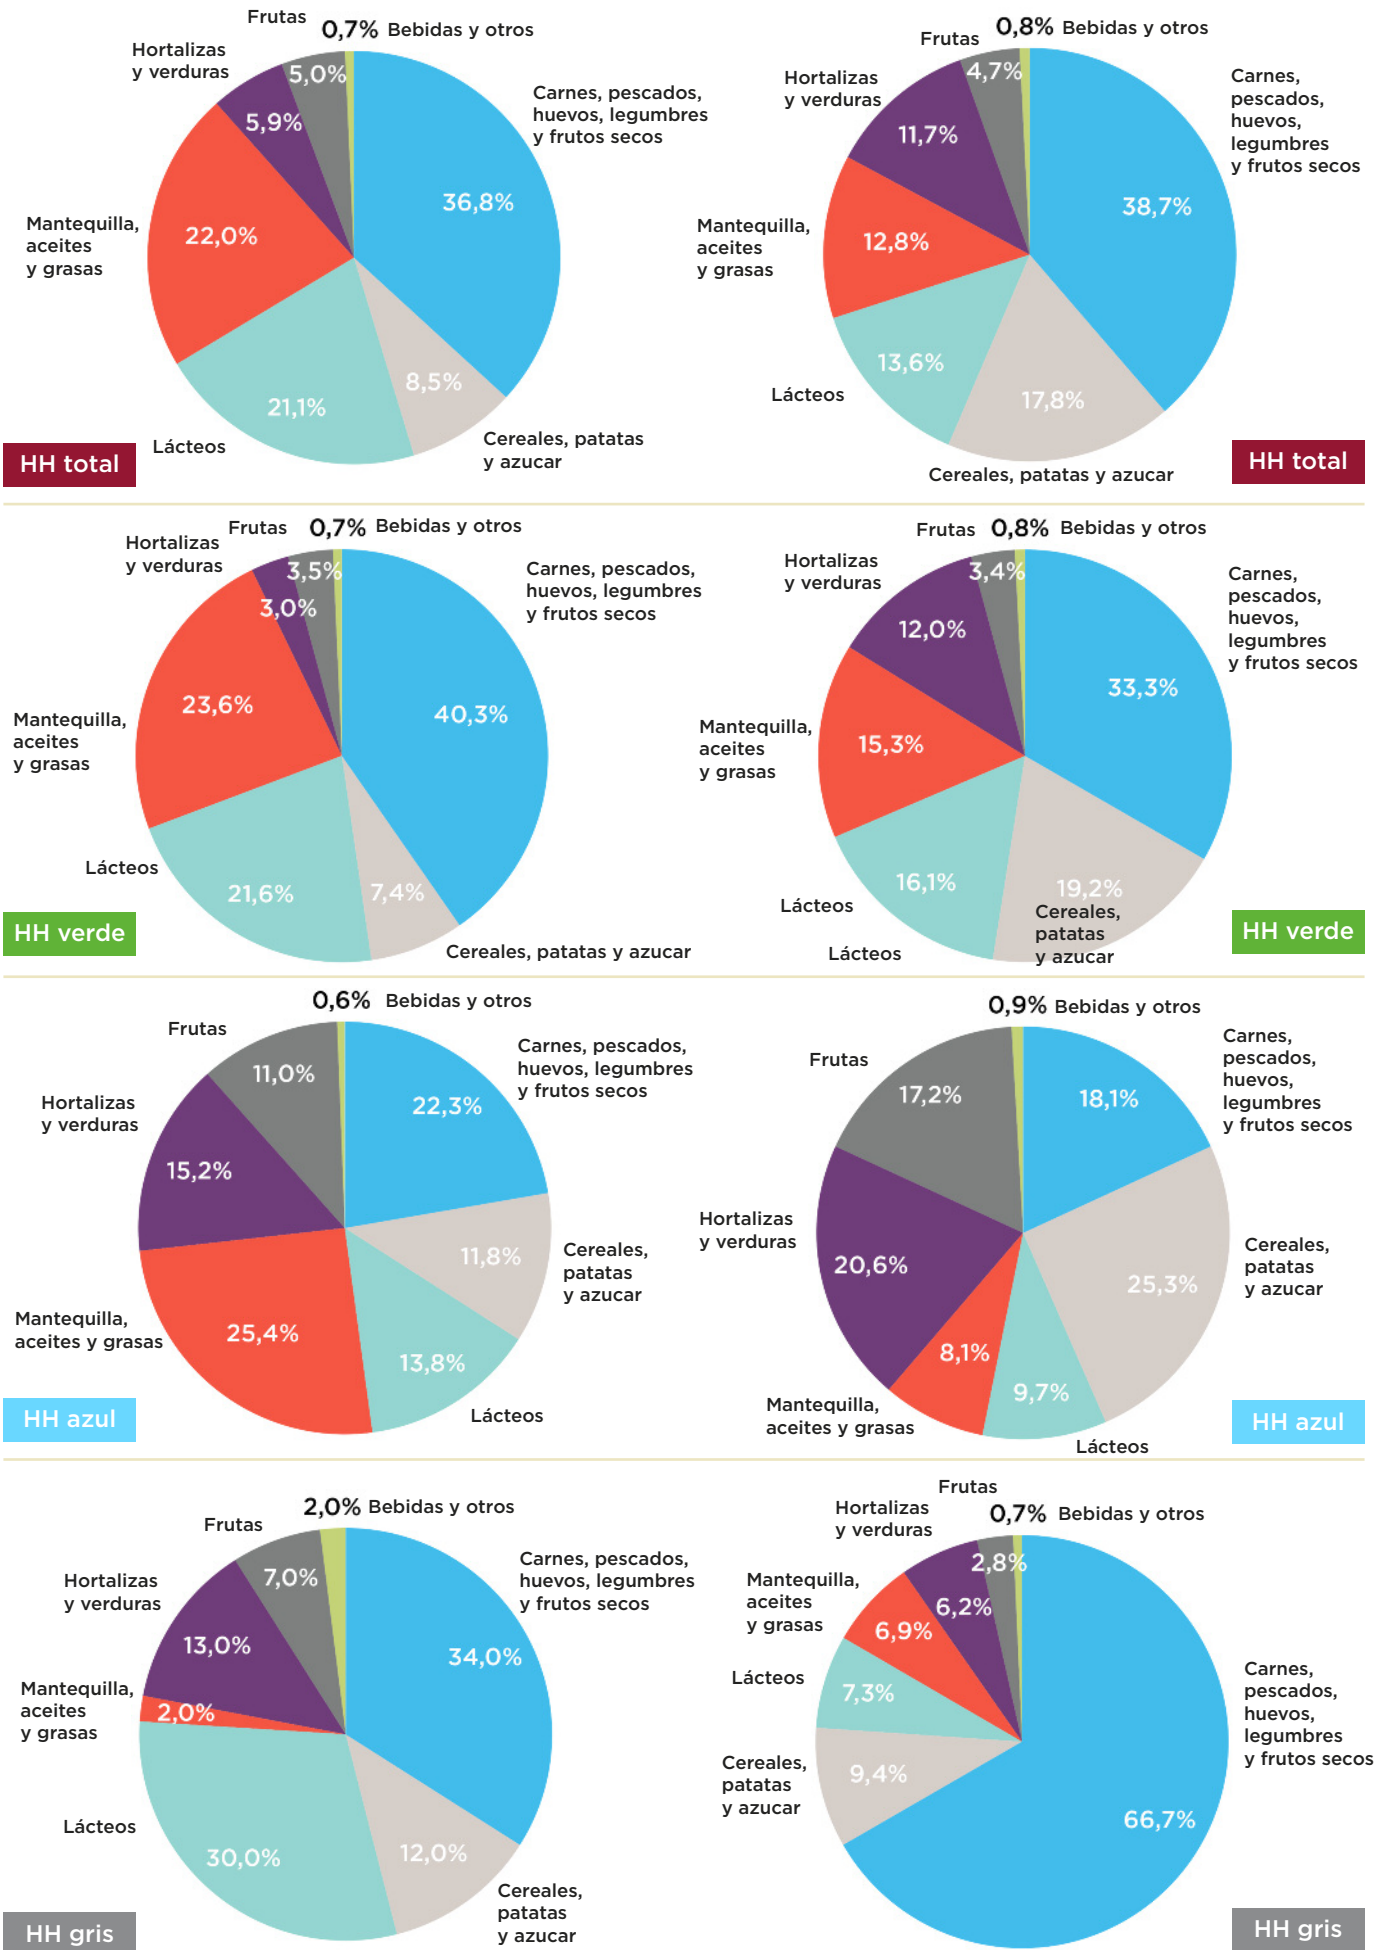 Frutas
0,7% Bebidas y otros
Hortalizas
y verduras
5,0%
Carnes, pescados,
huevos, legumbres
y frutos secos
5,9%
36,8%
Mantequilla,
aceites
y grasas
22,0%
8,5%
21,1%
Lácteos
Cereales, patatas
y azucar
HH total
0,8% Bebidas y otros
Frutas
Hortalizas
y verduras
4,7%
Carnes,
pescados,
huevos,
legumbres
y frutos secos
11,7%
38,7%
Mantequilla,
aceites
y grasas
12,8%
13,6%
Lácteos
17,8%
Cereales, patatas y azucar
HH total
Frutas
0,7% Bebidas y otros
Hortalizas
y verduras
3,5%
Carnes, pescados,
huevos, legumbres
y frutos secos
3,0%
23,6%
40,3%
Mantequilla,
aceites
y grasas
Lácteos
21,6%
7,4%
Cereales, patatas y azucar
HH verde
Frutas
0,8% Bebidas y otros
Hortalizas
y verduras
3,4%
Carnes,
pescados,
huevos,
legumbres
y frutos secos
12,0%
33,3%
Mantequilla,
aceites
y grasas
15,3%
16,1%
19,2%
Lácteos
Cereales,
patatas
y azucar
Lácteos
HH verde
0,6% Bebidas y otros
Frutas
11,0%
Carnes, pescados,
huevos, legumbres
y frutos secos
Hortalizas
y verduras
22,3%
15,2%
11,8%
Cereales,
patatas
y azucar
Mantequilla,
aceites y grasas
25,4%
13,8%
Lácteos
HH azul
0,9% Bebidas y otros
Frutas
17,2%
18,1%
Carnes,
pescados,
huevos,
legumbres
y frutos secos
Hortalizas
y verduras
20,6%
25,3%
Cereales,
patatas
y azucar
8,1%
9,7%
Mantequilla,
aceites y grasas
Lácteos
HH azul
2,0% Bebidas y otros
Frutas
7,0%
Carnes, pescados,
huevos, legumbres
y frutos secos
Hortalizas
y verduras
13,0%
34,0%
Mantequilla,
aceites
y grasas
2,0%
Lácteos
30,0%
12,0%
Cereales,
patatas
y azucar
HH gris
Frutas
0,7% Bebidas y otros
Hortalizas
y verduras
2,8%
Mantequilla,
aceites
y grasas
6,2%
6,9%
Lácteos
7,3%
Carnes,
pescados,
huevos,
legumbres
y frutos secos
Cereales,
patatas
y azucar
9,4%
66,7%
HH gris